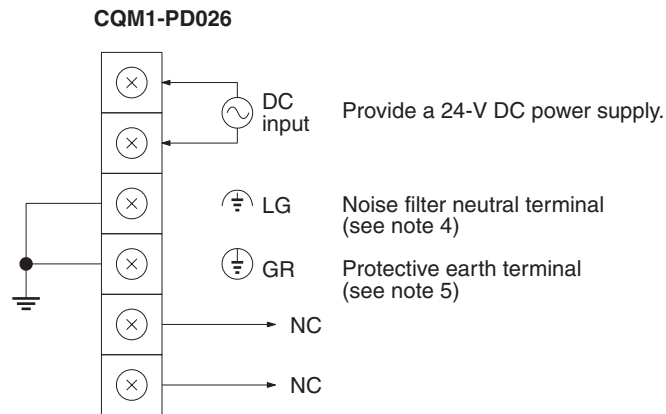 CQM1-PD026
DC
input
Provide a 24-V DC power supply.
LG
Noise filter neutral terminal
(see note 4)
GR
Protective earth terminal
(see note 5)
NC
NC